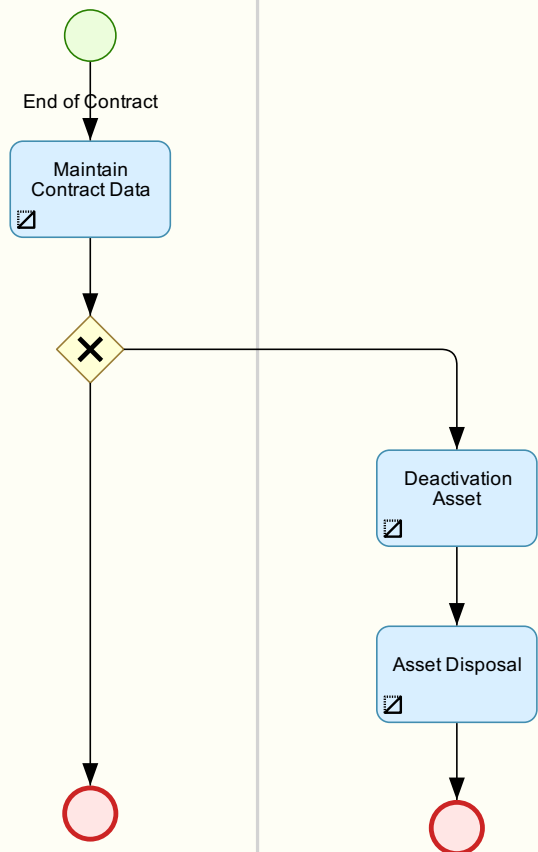 End of Contract
Maintain
Contract Data
Deactivation
Asset
Asset Disposal